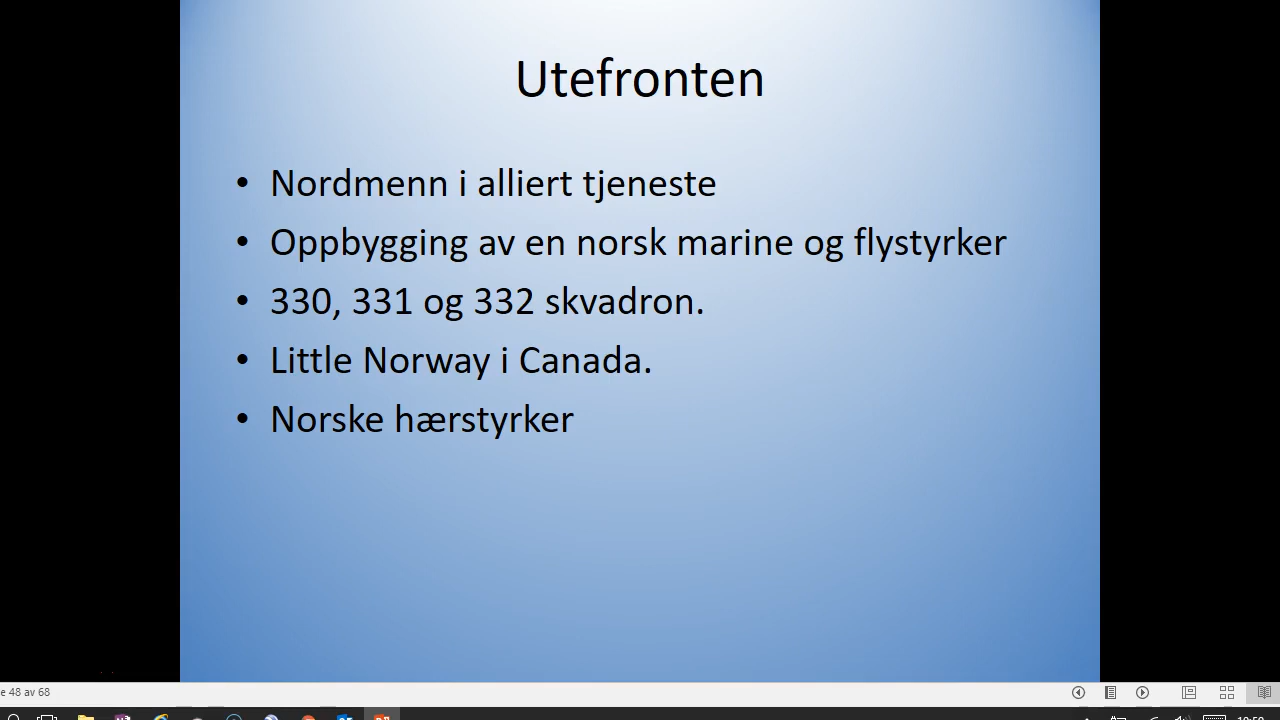 Utefronten
• Nordmenn i alliert tjeneste
• Oppbygging av en norsk marine og flystyrker
• 330, 331 og 332 skvadron.
• Little Norway i Canada.
• Norske hærstyrker
e 48 av 68